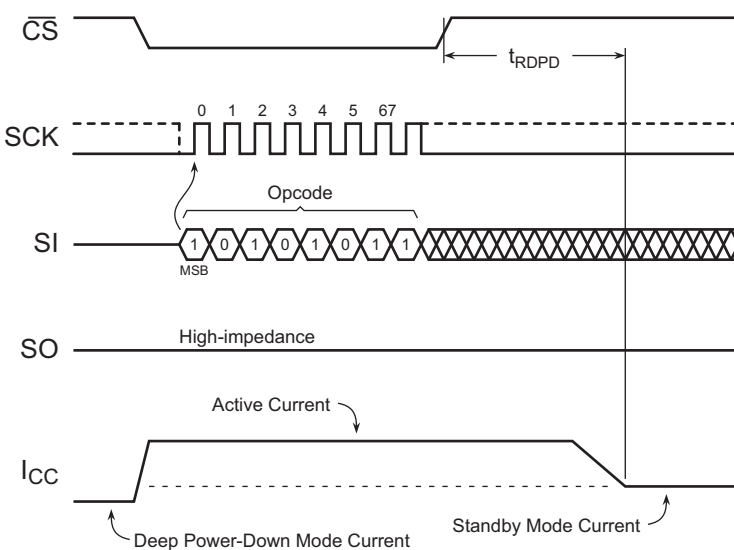 CS
tRDPD
0 1 2 3 4 5 67
SCK
Opcode
SI
1 0 1 0 1 0 1 1
MSB
High-impedance
SO
Active Current
ICC
Standby Mode Current
Deep Power-Down Mode Current